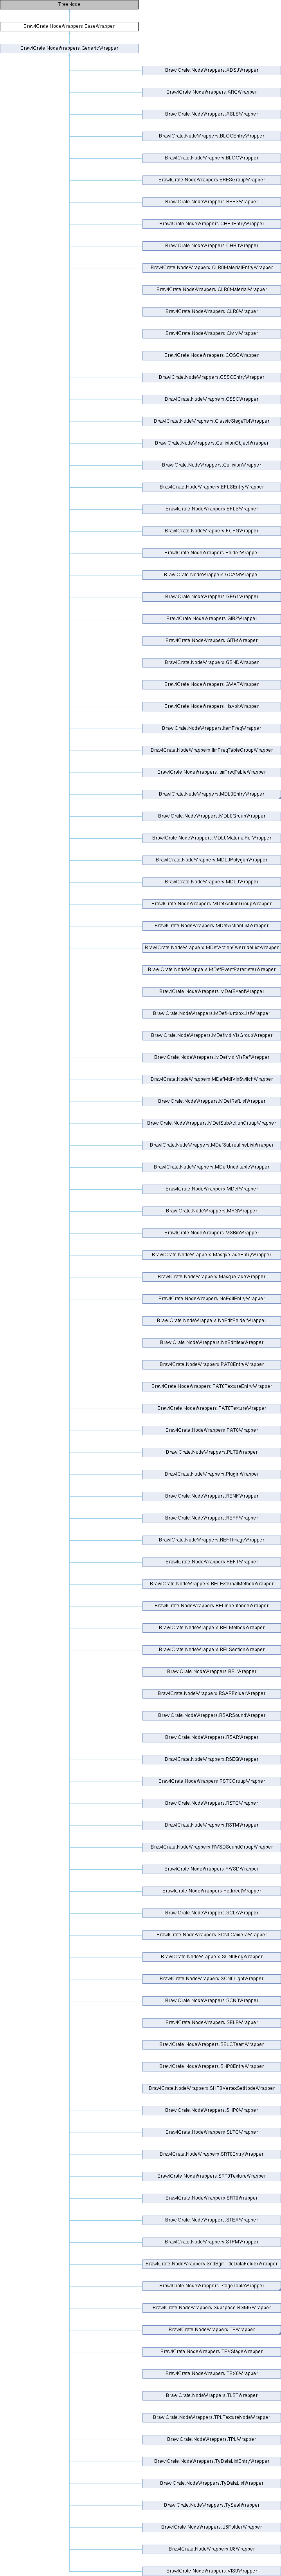 TreeNode
BrawlCrate.NodeWrappers.BaseWrapper
BrawlCrate.NodeWrappers.GenericWrapper
BrawlCrate.NodeWrappers.ADSJWrapper
BrawlCrate.NodeWrappers.ARCWrapper
BrawlCrate.NodeWrappers.ASLSWrapper
BrawlCrate.NodeWrappers.BLOCEntryWrapper
BrawlCrate.NodeWrappers.BLOCWrapper
BrawlCrate.NodeWrappers.BRESGroupWrapper
BrawlCrate.NodeWrappers.BRESWrapper
BrawlCrate.NodeWrappers.CHR0EntryWrapper
BrawlCrate.NodeWrappers.CHR0Wrapper
BrawlCrate.NodeWrappers.CLR0MaterialEntryWrapper
BrawlCrate.NodeWrappers.CLR0MaterialWrapper
BrawlCrate.NodeWrappers.CLR0Wrapper
BrawlCrate.NodeWrappers.CMMWrapper
BrawlCrate.NodeWrappers.COSCWrapper
BrawlCrate.NodeWrappers.CSSCEntryWrapper
BrawlCrate.NodeWrappers.CSSCWrapper
BrawlCrate.NodeWrappers.ClassicStageTblWrapper
BrawlCrate.NodeWrappers.CollisionObjectWrapper
BrawlCrate.NodeWrappers.CollisionWrapper
BrawlCrate.NodeWrappers.EFLSEntryWrapper
BrawlCrate.NodeWrappers.EFLSWrapper
BrawlCrate.NodeWrappers.FCFGWrapper
BrawlCrate.NodeWrappers.FolderWrapper
BrawlCrate.NodeWrappers.GCAMWrapper
BrawlCrate.NodeWrappers.GEG1Wrapper
BrawlCrate.NodeWrappers.GIB2Wrapper
BrawlCrate.NodeWrappers.GITMWrapper
BrawlCrate.NodeWrappers.GSNDWrapper
BrawlCrate.NodeWrappers.GWATWrapper
BrawlCrate.NodeWrappers.HavokWrapper
BrawlCrate.NodeWrappers.ItemFreqWrapper
BrawlCrate.NodeWrappers.ItmFreqTableGroupWrapper
BrawlCrate.NodeWrappers.ItmFreqTableWrapper
BrawlCrate.NodeWrappers.MDL0EntryWrapper
BrawlCrate.NodeWrappers.MDL0GroupWrapper
BrawlCrate.NodeWrappers.MDL0MaterialRefWrapper
BrawlCrate.NodeWrappers.MDL0PolygonWrapper
BrawlCrate.NodeWrappers.MDL0Wrapper
BrawlCrate.NodeWrappers.MDefActionGroupWrapper
BrawlCrate.NodeWrappers.MDefActionListWrapper
BrawlCrate.NodeWrappers.MDefActionOverrideListWrapper
BrawlCrate.NodeWrappers.MDefEventParameterWrapper
BrawlCrate.NodeWrappers.MDefEventWrapper
BrawlCrate.NodeWrappers.MDefHurtboxListWrapper
BrawlCrate.NodeWrappers.MDefMdlVisGroupWrapper
BrawlCrate.NodeWrappers.MDefMdlVisRefWrapper
BrawlCrate.NodeWrappers.MDefMdlVisSwitchWrapper
BrawlCrate.NodeWrappers.MDefRefListWrapper
BrawlCrate.NodeWrappers.MDefSubActionGroupWrapper
BrawlCrate.NodeWrappers.MDefSubroutineListWrapper
BrawlCrate.NodeWrappers.MDefUneditableWrapper
BrawlCrate.NodeWrappers.MDefWrapper
BrawlCrate.NodeWrappers.MRGWrapper
BrawlCrate.NodeWrappers.MSBinWrapper
BrawlCrate.NodeWrappers.MasqueradeEntryWrapper
BrawlCrate.NodeWrappers.MasqueradeWrapper
BrawlCrate.NodeWrappers.NoEditEntryWrapper
BrawlCrate.NodeWrappers.NoEditFolderWrapper
BrawlCrate.NodeWrappers.NoEditItemWrapper
BrawlCrate.NodeWrappers.PAT0EntryWrapper
BrawlCrate.NodeWrappers.PAT0TextureEntryWrapper
BrawlCrate.NodeWrappers.PAT0TextureWrapper
BrawlCrate.NodeWrappers.PAT0Wrapper
BrawlCrate.NodeWrappers.PLT0Wrapper
BrawlCrate.NodeWrappers.PluginWrapper
BrawlCrate.NodeWrappers.RBNKWrapper
BrawlCrate.NodeWrappers.REFFWrapper
BrawlCrate.NodeWrappers.REFTImageWrapper
BrawlCrate.NodeWrappers.REFTWrapper
BrawlCrate.NodeWrappers.RELExternalMethodWrapper
BrawlCrate.NodeWrappers.RELInheritanceWrapper
BrawlCrate.NodeWrappers.RELMethodWrapper
BrawlCrate.NodeWrappers.RELSectionWrapper
BrawlCrate.NodeWrappers.RELWrapper
BrawlCrate.NodeWrappers.RSARFolderWrapper
BrawlCrate.NodeWrappers.RSARSoundWrapper
BrawlCrate.NodeWrappers.RSARWrapper
BrawlCrate.NodeWrappers.RSEQWrapper
BrawlCrate.NodeWrappers.RSTCGroupWrapper
BrawlCrate.NodeWrappers.RSTCWrapper
BrawlCrate.NodeWrappers.RSTMWrapper
BrawlCrate.NodeWrappers.RWSDSoundGroupWrapper
BrawlCrate.NodeWrappers.RWSDWrapper
BrawlCrate.NodeWrappers.RedirectWrapper
BrawlCrate.NodeWrappers.SCLAWrapper
BrawlCrate.NodeWrappers.SCN0CameraWrapper
BrawlCrate.NodeWrappers.SCN0FogWrapper
BrawlCrate.NodeWrappers.SCN0LightWrapper
BrawlCrate.NodeWrappers.SCN0Wrapper
BrawlCrate.NodeWrappers.SELBWrapper
BrawlCrate.NodeWrappers.SELCTeamWrapper
BrawlCrate.NodeWrappers.SHP0EntryWrapper
BrawlCrate.NodeWrappers.SHP0VertexSetNodeWrapper
BrawlCrate.NodeWrappers.SHP0Wrapper
BrawlCrate.NodeWrappers.SLTCWrapper
BrawlCrate.NodeWrappers.SRT0EntryWrapper
BrawlCrate.NodeWrappers.SRT0TextureWrapper
BrawlCrate.NodeWrappers.SRT0Wrapper
BrawlCrate.NodeWrappers.STEXWrapper
BrawlCrate.NodeWrappers.STPMWrapper
BrawlCrate.NodeWrappers.SndBgmTitleDataFolderWrapper
BrawlCrate.NodeWrappers.StageTableWrapper
BrawlCrate.NodeWrappers.Subspace.BGMGWrapper
BrawlCrate.NodeWrappers.TBWrapper
BrawlCrate.NodeWrappers.TEVStageWrapper
BrawlCrate.NodeWrappers.TEX0Wrapper
BrawlCrate.NodeWrappers.TLSTWrapper
BrawlCrate.NodeWrappers.TPLTextureNodeWrapper
BrawlCrate.NodeWrappers.TPLWrapper
BrawlCrate.NodeWrappers.TyDataListEntryWrapper
BrawlCrate.NodeWrappers.TyDataListWrapper
BrawlCrate.NodeWrappers.TySealWrapper
BrawlCrate.NodeWrappers.U8FolderWrapper
BrawlCrate.NodeWrappers.U8Wrapper
BrawlCrate.NodeWrappers.VIS0Wrapper